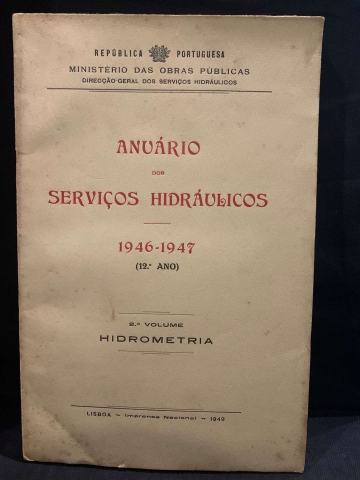 REPÚBLICA PORTUGUESA
MINISTÉRIO DAS OBRAS PÚBLICAS
DIRECÇÃO-GERAL DOS SERVIÇOS HIDRÁULICOS
ANUÁRIO
DOS
SERVIÇOS HIDRÁULICOS
1946-1947
(12.º ANO)
2.º VOLUME
HIDROMETRIA
LISBOA — Imprensa Nacional — 1949